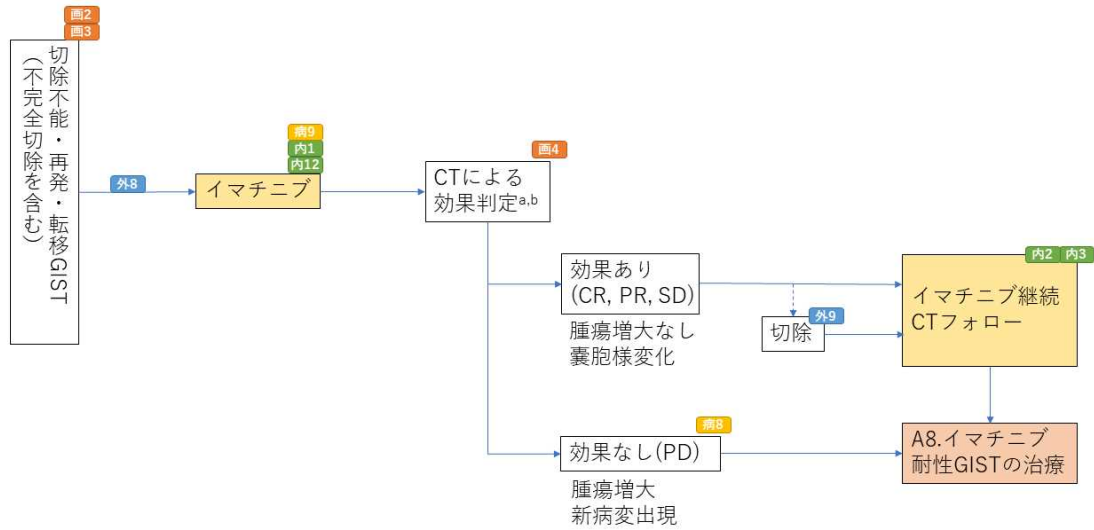 画2
画3
切除不能・再発・転移GIST
（不完全切除を含む）
外8
病9
内1
内12
イマチニブ
画4
CTによる
効果判定a,b
効果あり
(CR, PR, SD)
腫瘍増大なし
嚢胞様変化
外9
切除
内2 内3
イマチニブ継続
CTフォロー
病8
効果なし(PD)
腫瘍増大
新病変出現
A8.イマチニブ
耐性GISTの治療